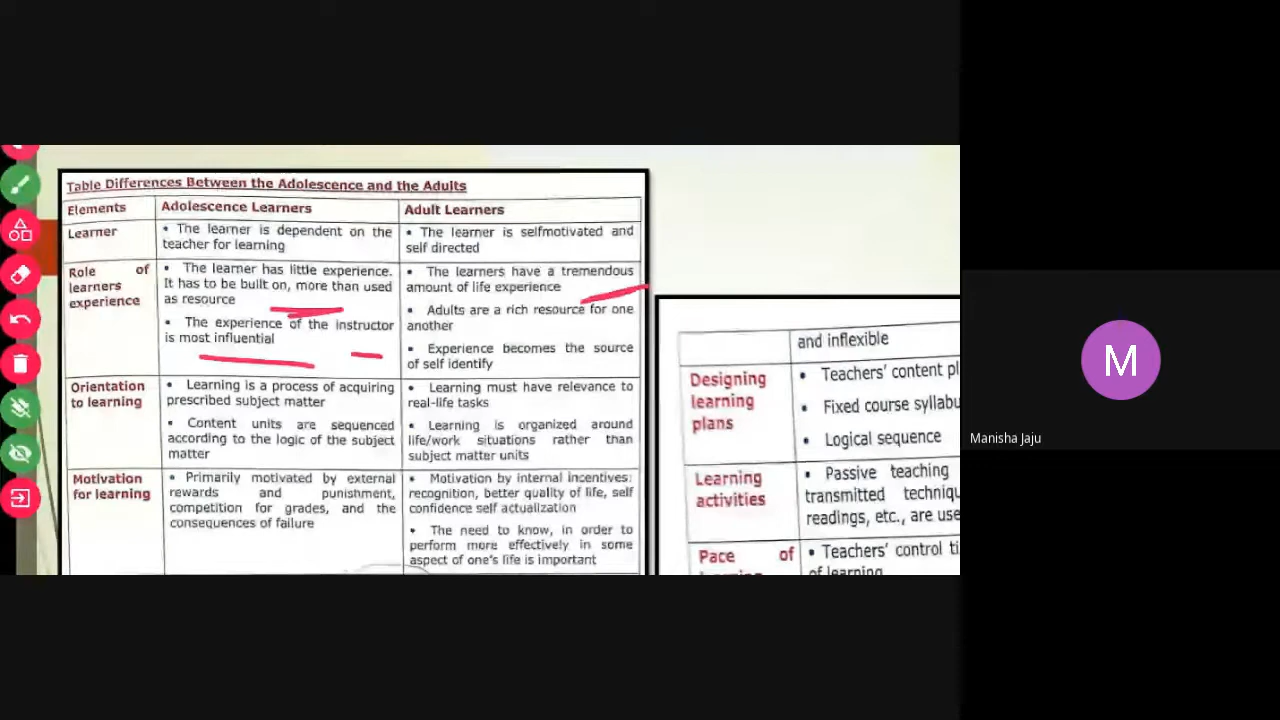 Table Differences Between the Adolescence and the Adults
Elements
Adolescence Learners
Adult Learners
Learner
• The learner is dependent on the
teacher for learning
• The learner is selfmotivated and
self directed
Role of
learners
experience
• The learner has little experience.
It has to be built on, more than used
as resource
• The experience of the instructor
is most influential
• The learners have a tremendous
amount of life experience
• Adults are a rich resource for one
another
• Experience becomes the source
of self identify
Orientation
to learning
• Learning is a process of acquiring
prescribed subject matter
• Content units are sequenced
according to the logic of the subject
matter
• Learning must have relevance to
real-life tasks
• Learning is organized around
life/work situations rather than
subject matter units
Motivation
for learning
• Primarily motivated by external
rewards and punishment,
competition for grades, and the
consequences of failure
• Motivation by internal incentives;
recognition, better quality of life, self
confidence self actualization
• The need to know, in order to
perform more effectively in some
aspect of one's life is important
and inflexible
Designing
learning
plans
• Teachers' content
• Fixed course
• Logical sequence
Learning
activities
• Passive teaching
transmitted
readings, etc., are
Pace of
• Teachers' control
of learning
M
Manisha Jaju